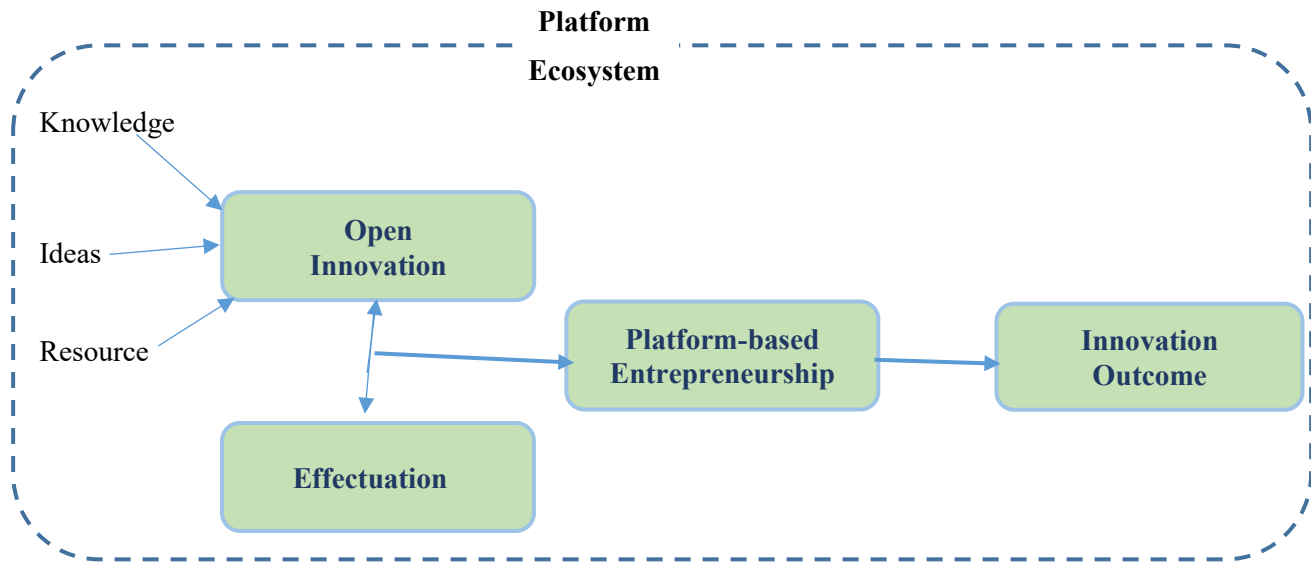 Platform
Ecosystem
Knowledge
Ideas
Resource
Open
Innovation
Effectuation
Platform-based
Entrepreneurship
Innovation
Outcome